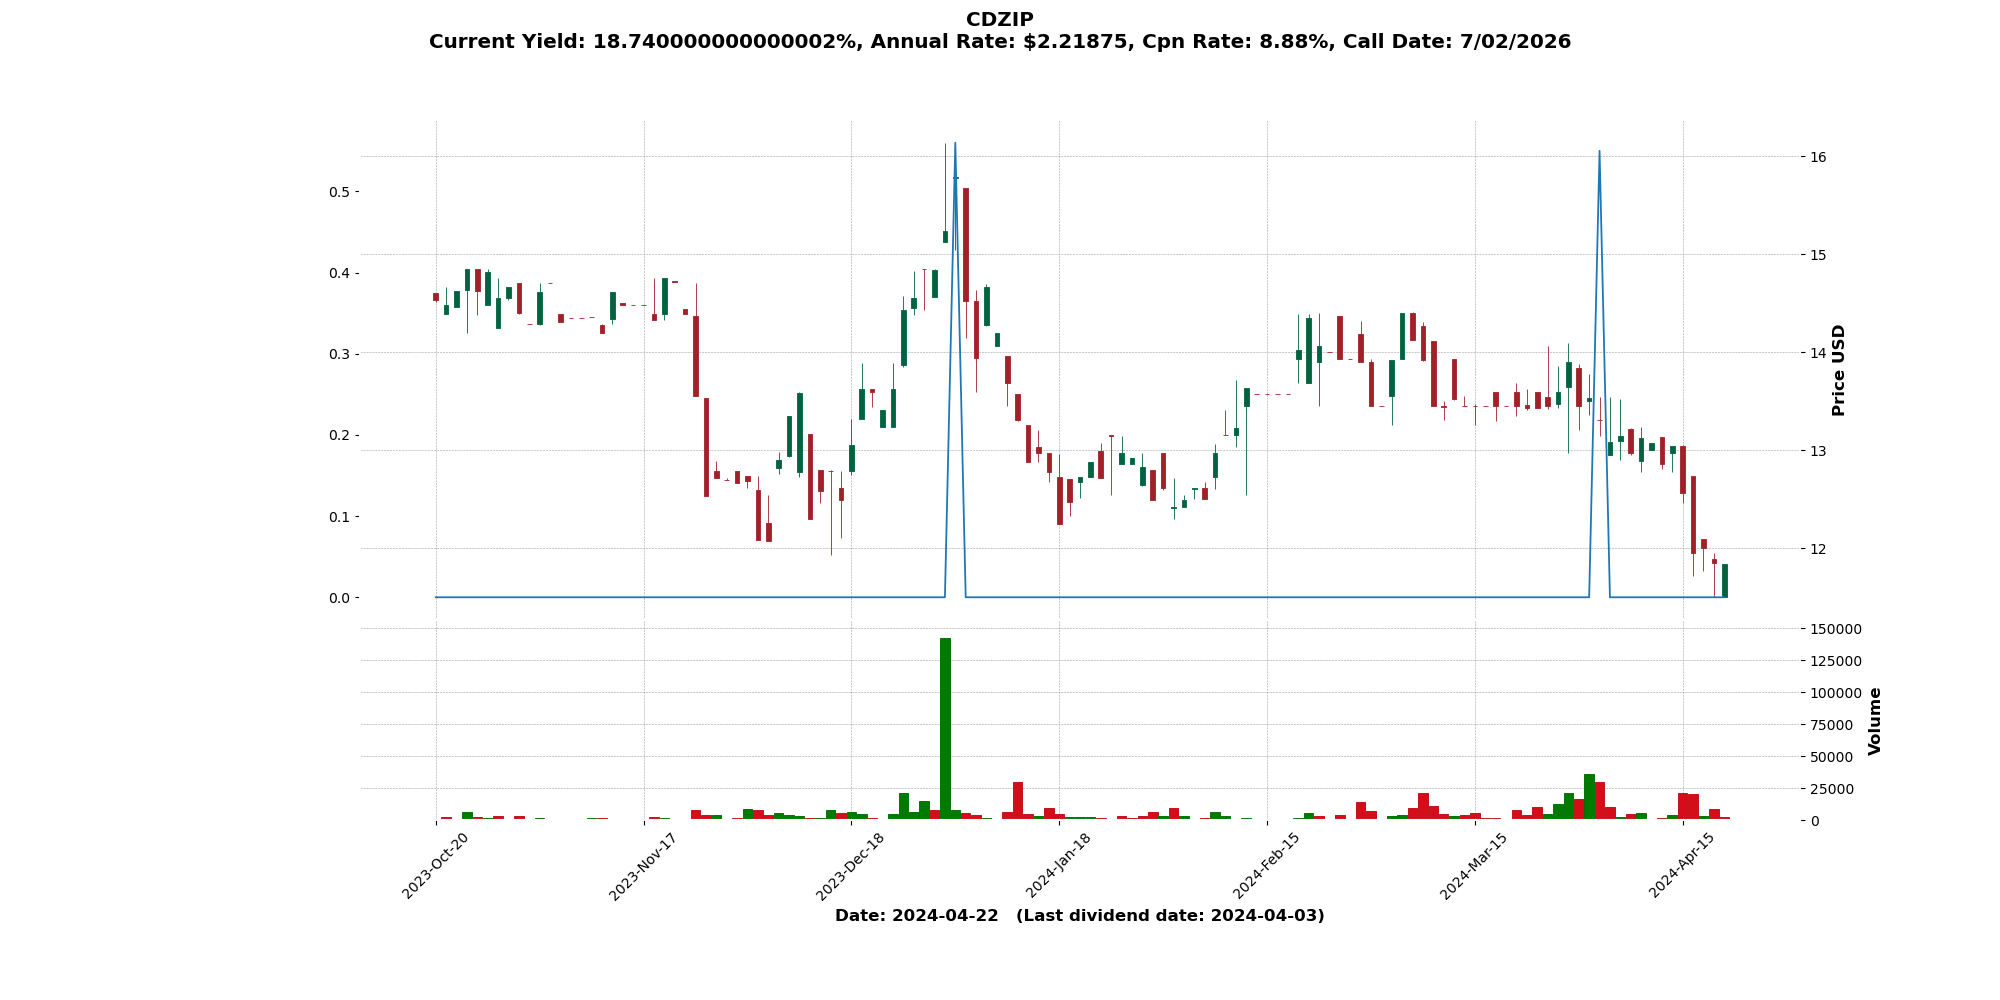 CDZIP
Current Yield: 18.740000000000002%, Annual Rate: $2.21875, Cpn Rate: 8.88%, Call Date: 7/02/2026
0.5
0.4
0.3
0.2
0.1
0.0
16
15
14
13
12
Price USD
150000
125000
100000
75000
50000
25000
0
Volume
2023-Oct-20
2023-Nov-17
2023-Dec-18
2024-Jan-18
2024-Feb-15
2024-Mar-15
2024-Apr-15
Date: 2024-04-22   (Last dividend date: 2024-04-03)